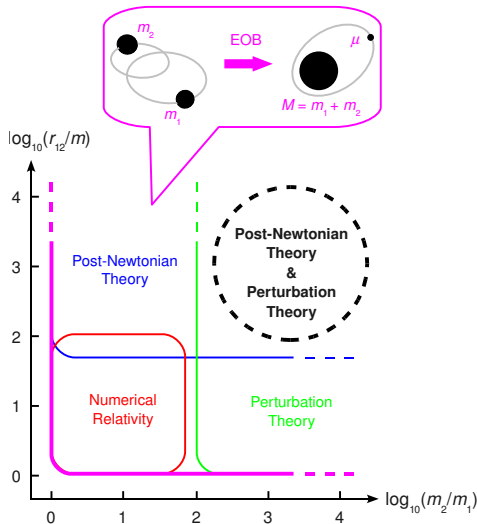 m2
EOB
μ
m1
M = m1 + m2
log10(r12/m)
4
3
2
1
0
Post-Newtonian
Theory
Post-Newtonian
Theory
&
Perturbation
Theory
Numerical
Relativity
Perturbation
Theory
0 1 2 3 4
log10(m2/m1)